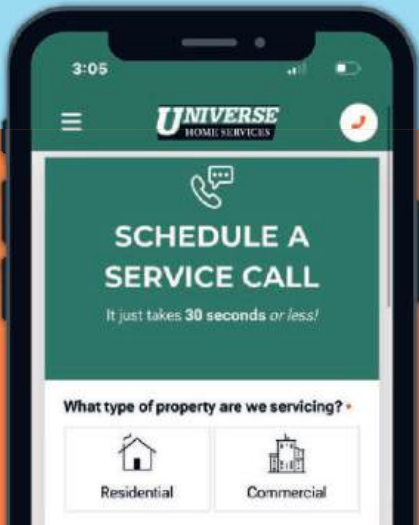 3:05
UNIVERSE
HOME SERVICES
SCHEDULE A
SERVICE CALL
It just takes 30 seconds or less!
What type of property are we servicing? *
Residential
Commercial